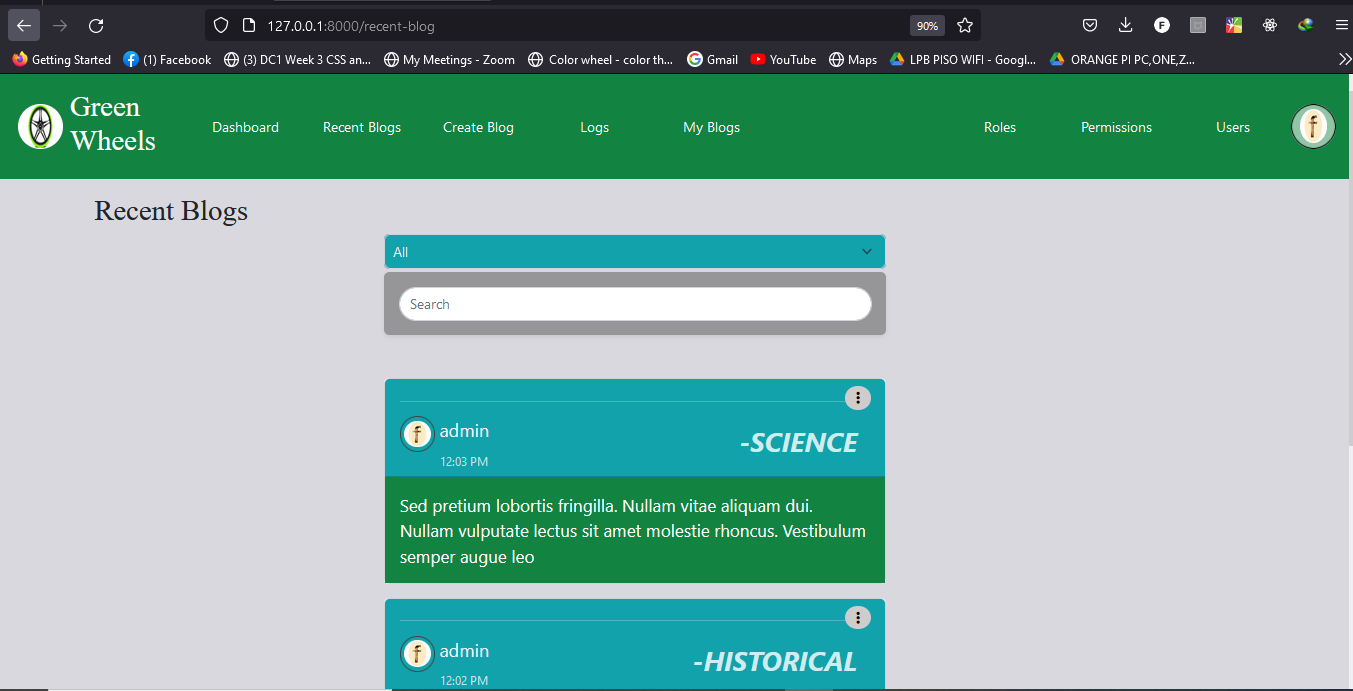 127.0.0.1:8000/recent-blog
90%
F
Getting Started
(1) Facebook
(3) DC1 Week 3 CSS an...
My Meetings - Zoom
Color wheel - color th...
Gmail
YouTube
Maps
LPB PISO WIFI - Googl...
ORANGE PI PC,ONE,Z...
Green
Wheels
Dashboard
Recent Blogs
Create Blog
Logs
My Blogs
Roles
Permissions
Users
f
Recent Blogs
All
Search
f
admin
12:03 PM
-SCIENCE
Sed pretium lobortis fringilla. Nullam vitae aliquam dui.
Nullam vulputate lectus sit amet molestie rhoncus. Vestibulum
semper augue leo
f
admin
12:02 PM
-HISTORICAL